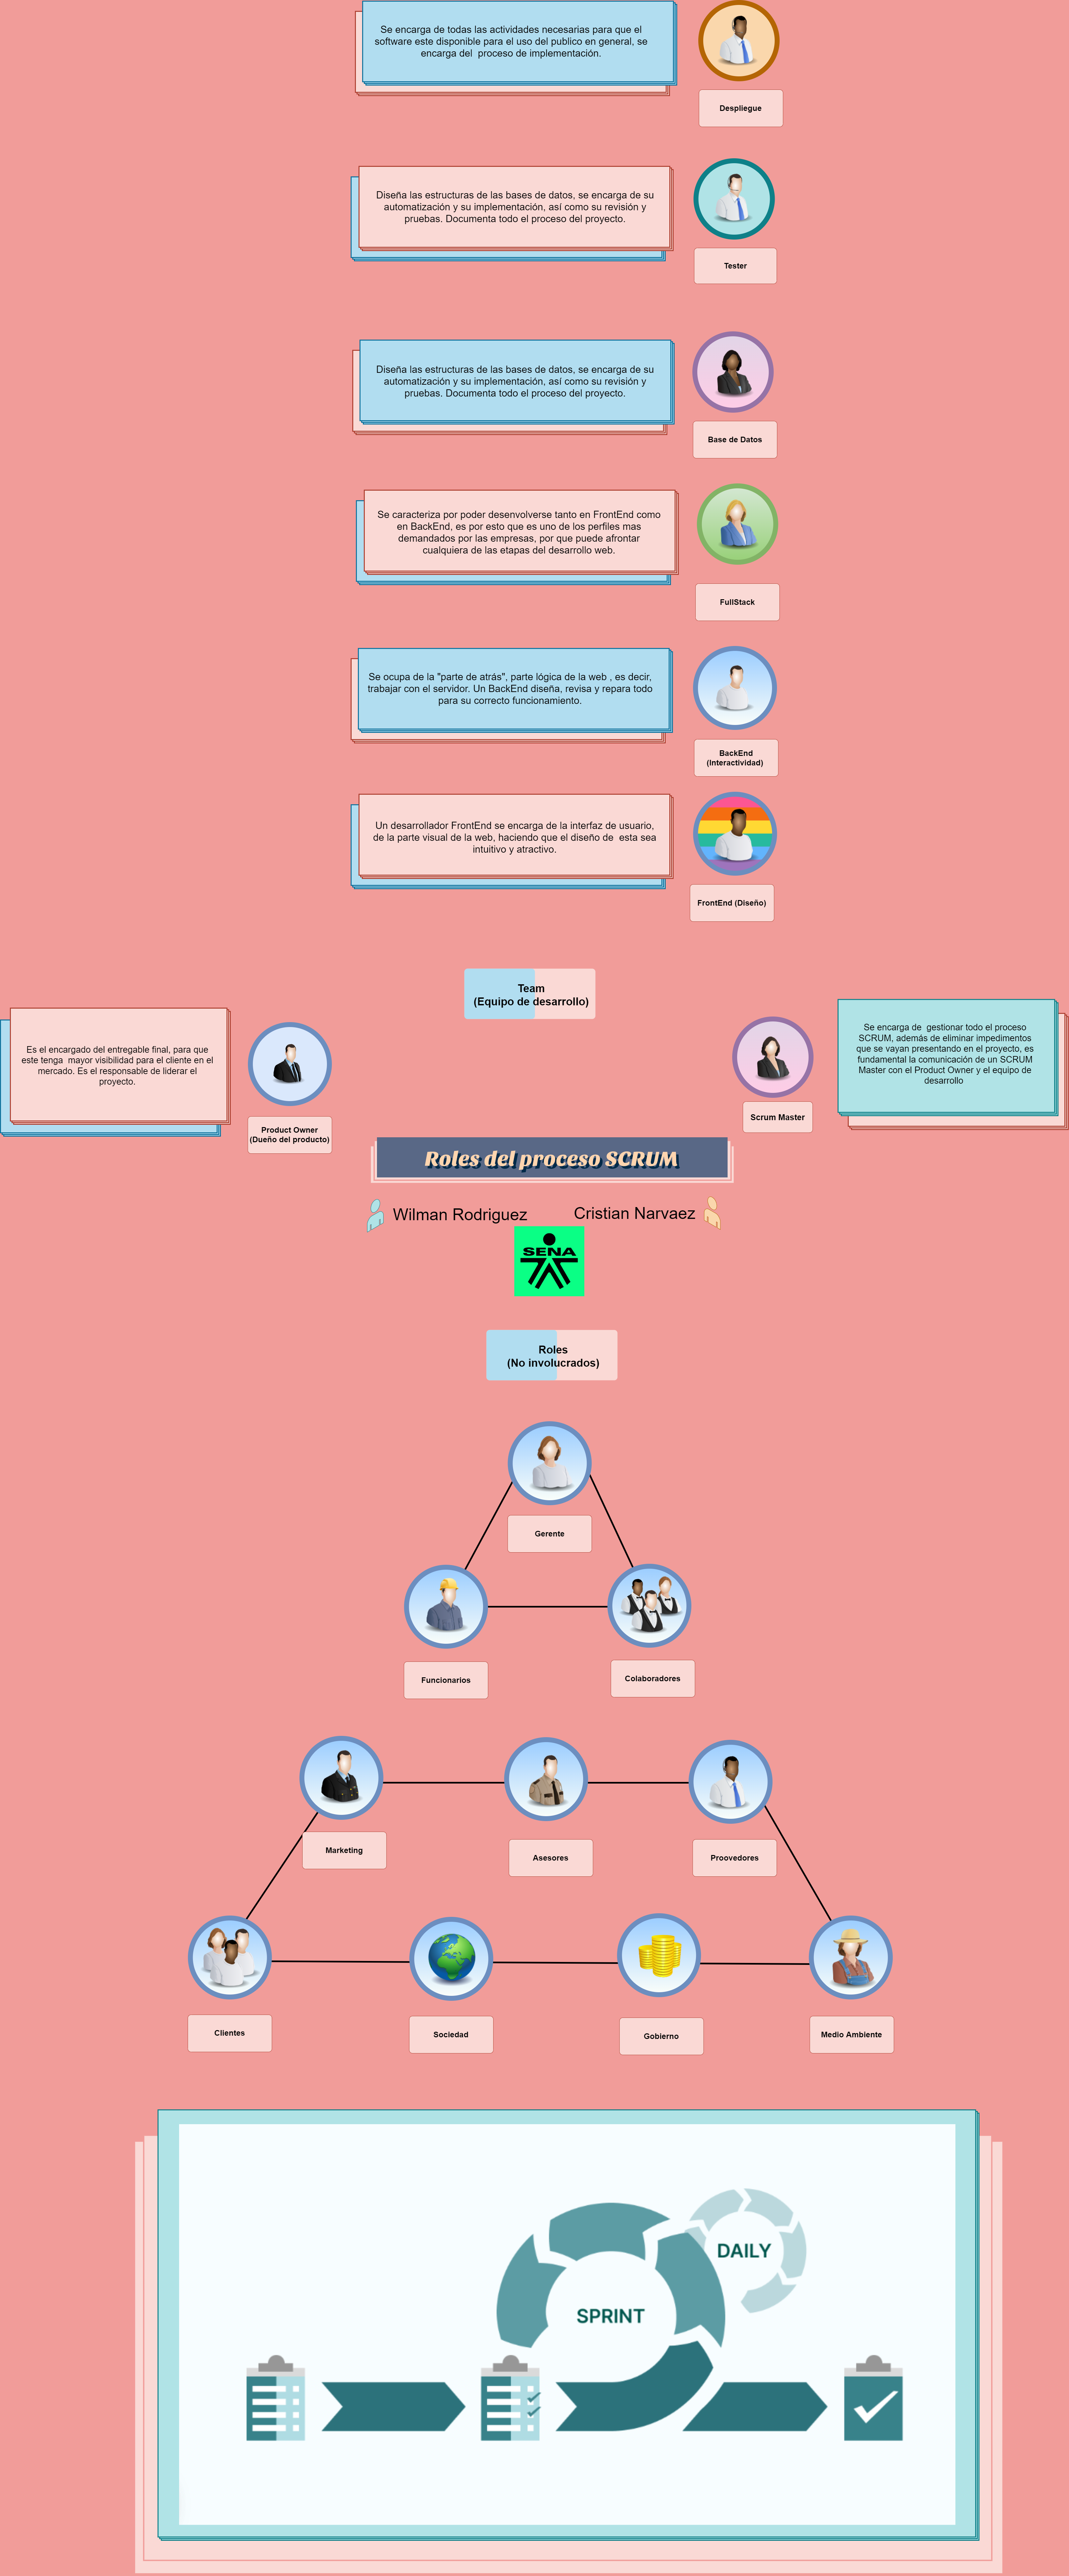 Se encarga de todas las actividades necesarias para que el
software este disponible para el uso del publico en general, se
encarga del  proceso de implementación.
Despliegue
Diseña las estructuras de las bases de datos, se encarga de su
automatización y su implementación, así como su revisión y
pruebas. Documenta todo el proceso del proyecto.
Tester
Diseña las estructuras de las bases de datos, se encarga de su
automatización y su implementación, así como su revisión y
pruebas. Documenta todo el proceso del proyecto.
Base de Datos
Se caracteriza por poder desenvolverse tanto en FrontEnd como
en BackEnd, es por esto que es uno de los perfiles mas
demandados por las empresas, por que puede afrontar
cualquiera de las etapas del desarrollo web.
FullStack
Se ocupa de la "parte de atrás", parte lógica de la web , es decir,
trabajar con el servidor. Un BackEnd diseña, revisa y repara todo
para su correcto funcionamiento.
BackEnd
(Interactividad)
Un desarrollador FrontEnd se encarga de la interfaz de usuario,
de la parte visual de la web, haciendo que el diseño de  esta sea
intuitivo y atractivo.
FrontEnd (Diseño)
Team
(Equipo de desarrollo)
Es el encargado del entregable final, para que
este tenga  mayor visibilidad para el cliente en el
mercado. Es el responsable de liderar el
proyecto.
Product Owner
(Dueño del producto)
Se encarga de  gestionar todo el proceso
SCRUM, además de eliminar impedimentos
que se vayan presentando en el proyecto, es
fundamental la comunicación de un SCRUM
Master con el Product Owner y el equipo de
desarrollo
Scrum Master
Roles del proceso SCRUM
Wilman Rodriguez
Cristian Narvaez
SENA
Roles
(No involucrados)
Gerente
Funcionarios
Colaboradores
Marketing
Asesores
Proovedores
Clientes
Sociedad
Gobierno
Medio Ambiente
DAILY
SPRINT